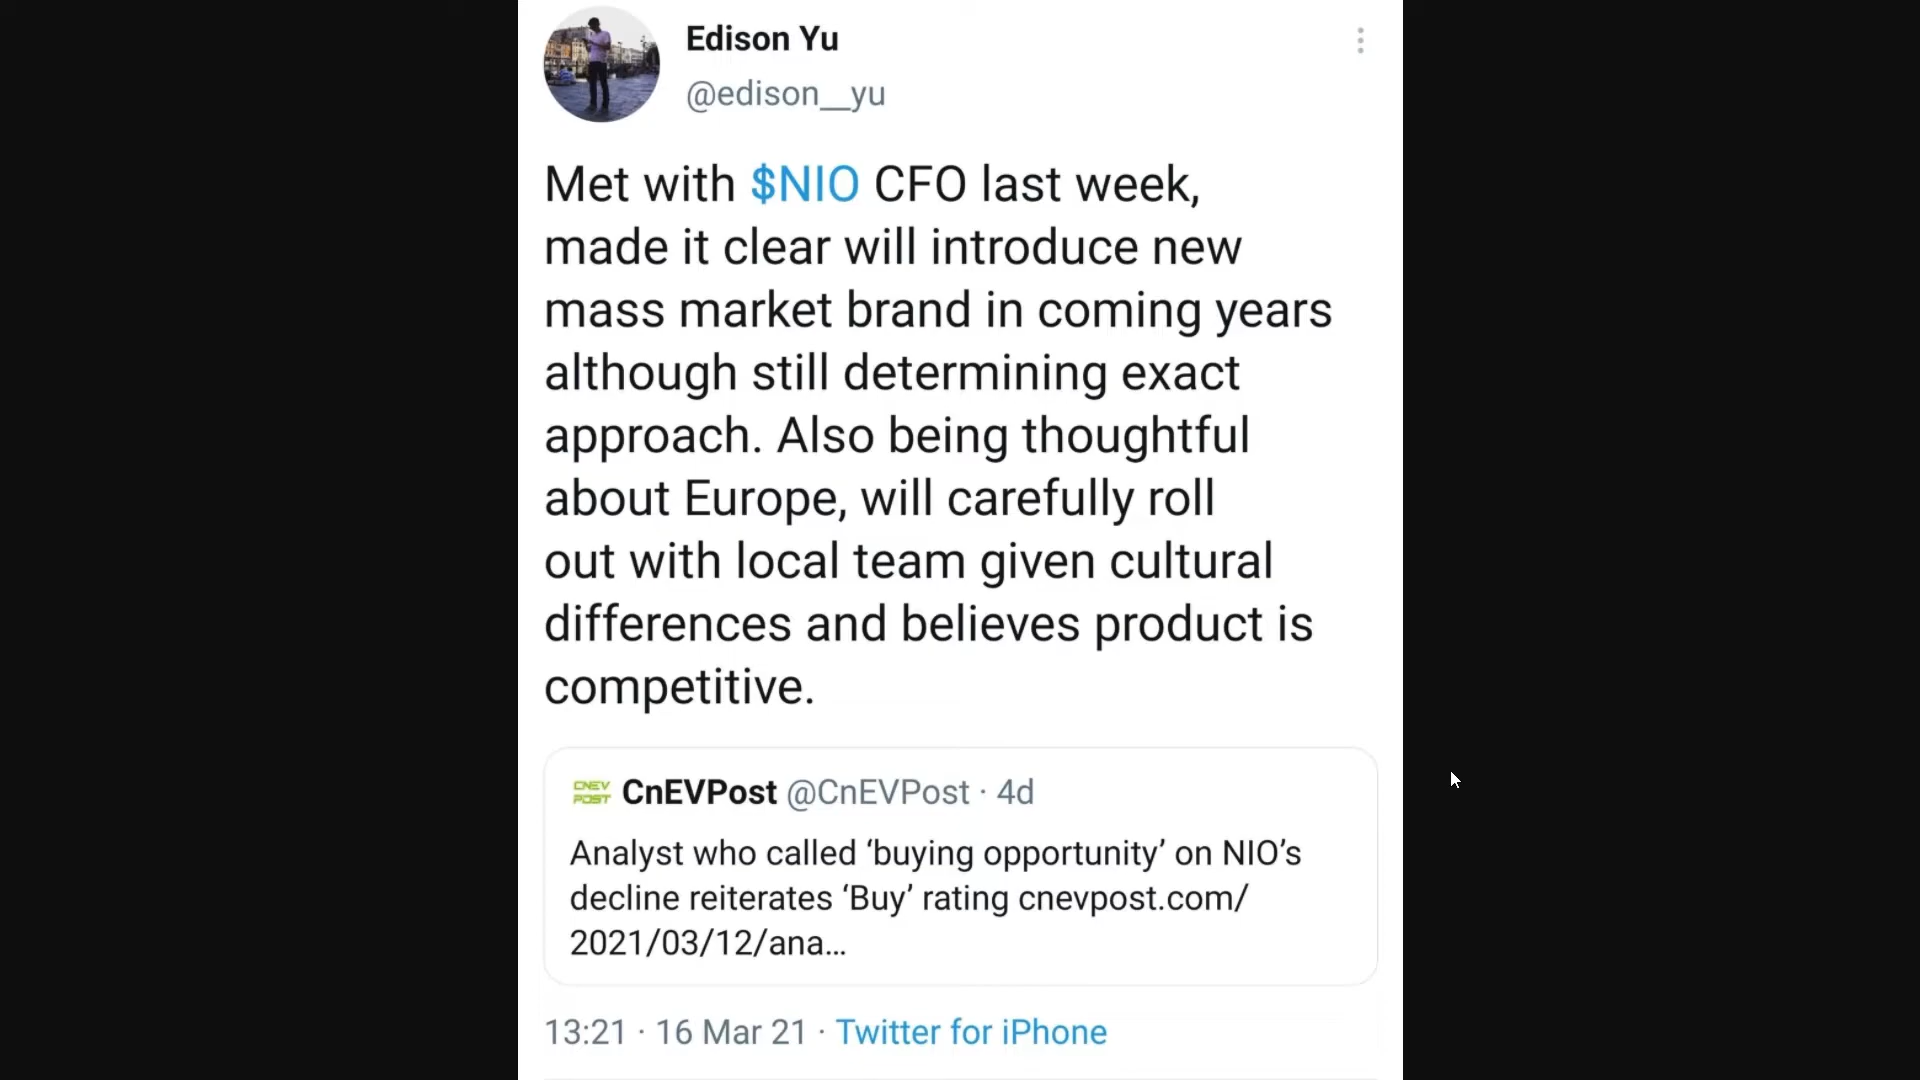 Edison Yu
@edison__yu
Met with $NIO CFO last week,
made it clear will introduce new
mass market brand in coming years
although still determining exact
approach. Also being thoughtful
about Europe, will carefully roll
out with local team given cultural
differences and believes product is
competitive.
CNEV
POST
CnEVPost @CnEVPost · 4d
Analyst who called ‘buying opportunity’ on NIO’s
decline reiterates ‘Buy’ rating cnevpost.com/
2021/03/12/ana…
13:21 · 16 Mar 21 · Twitter for iPhone